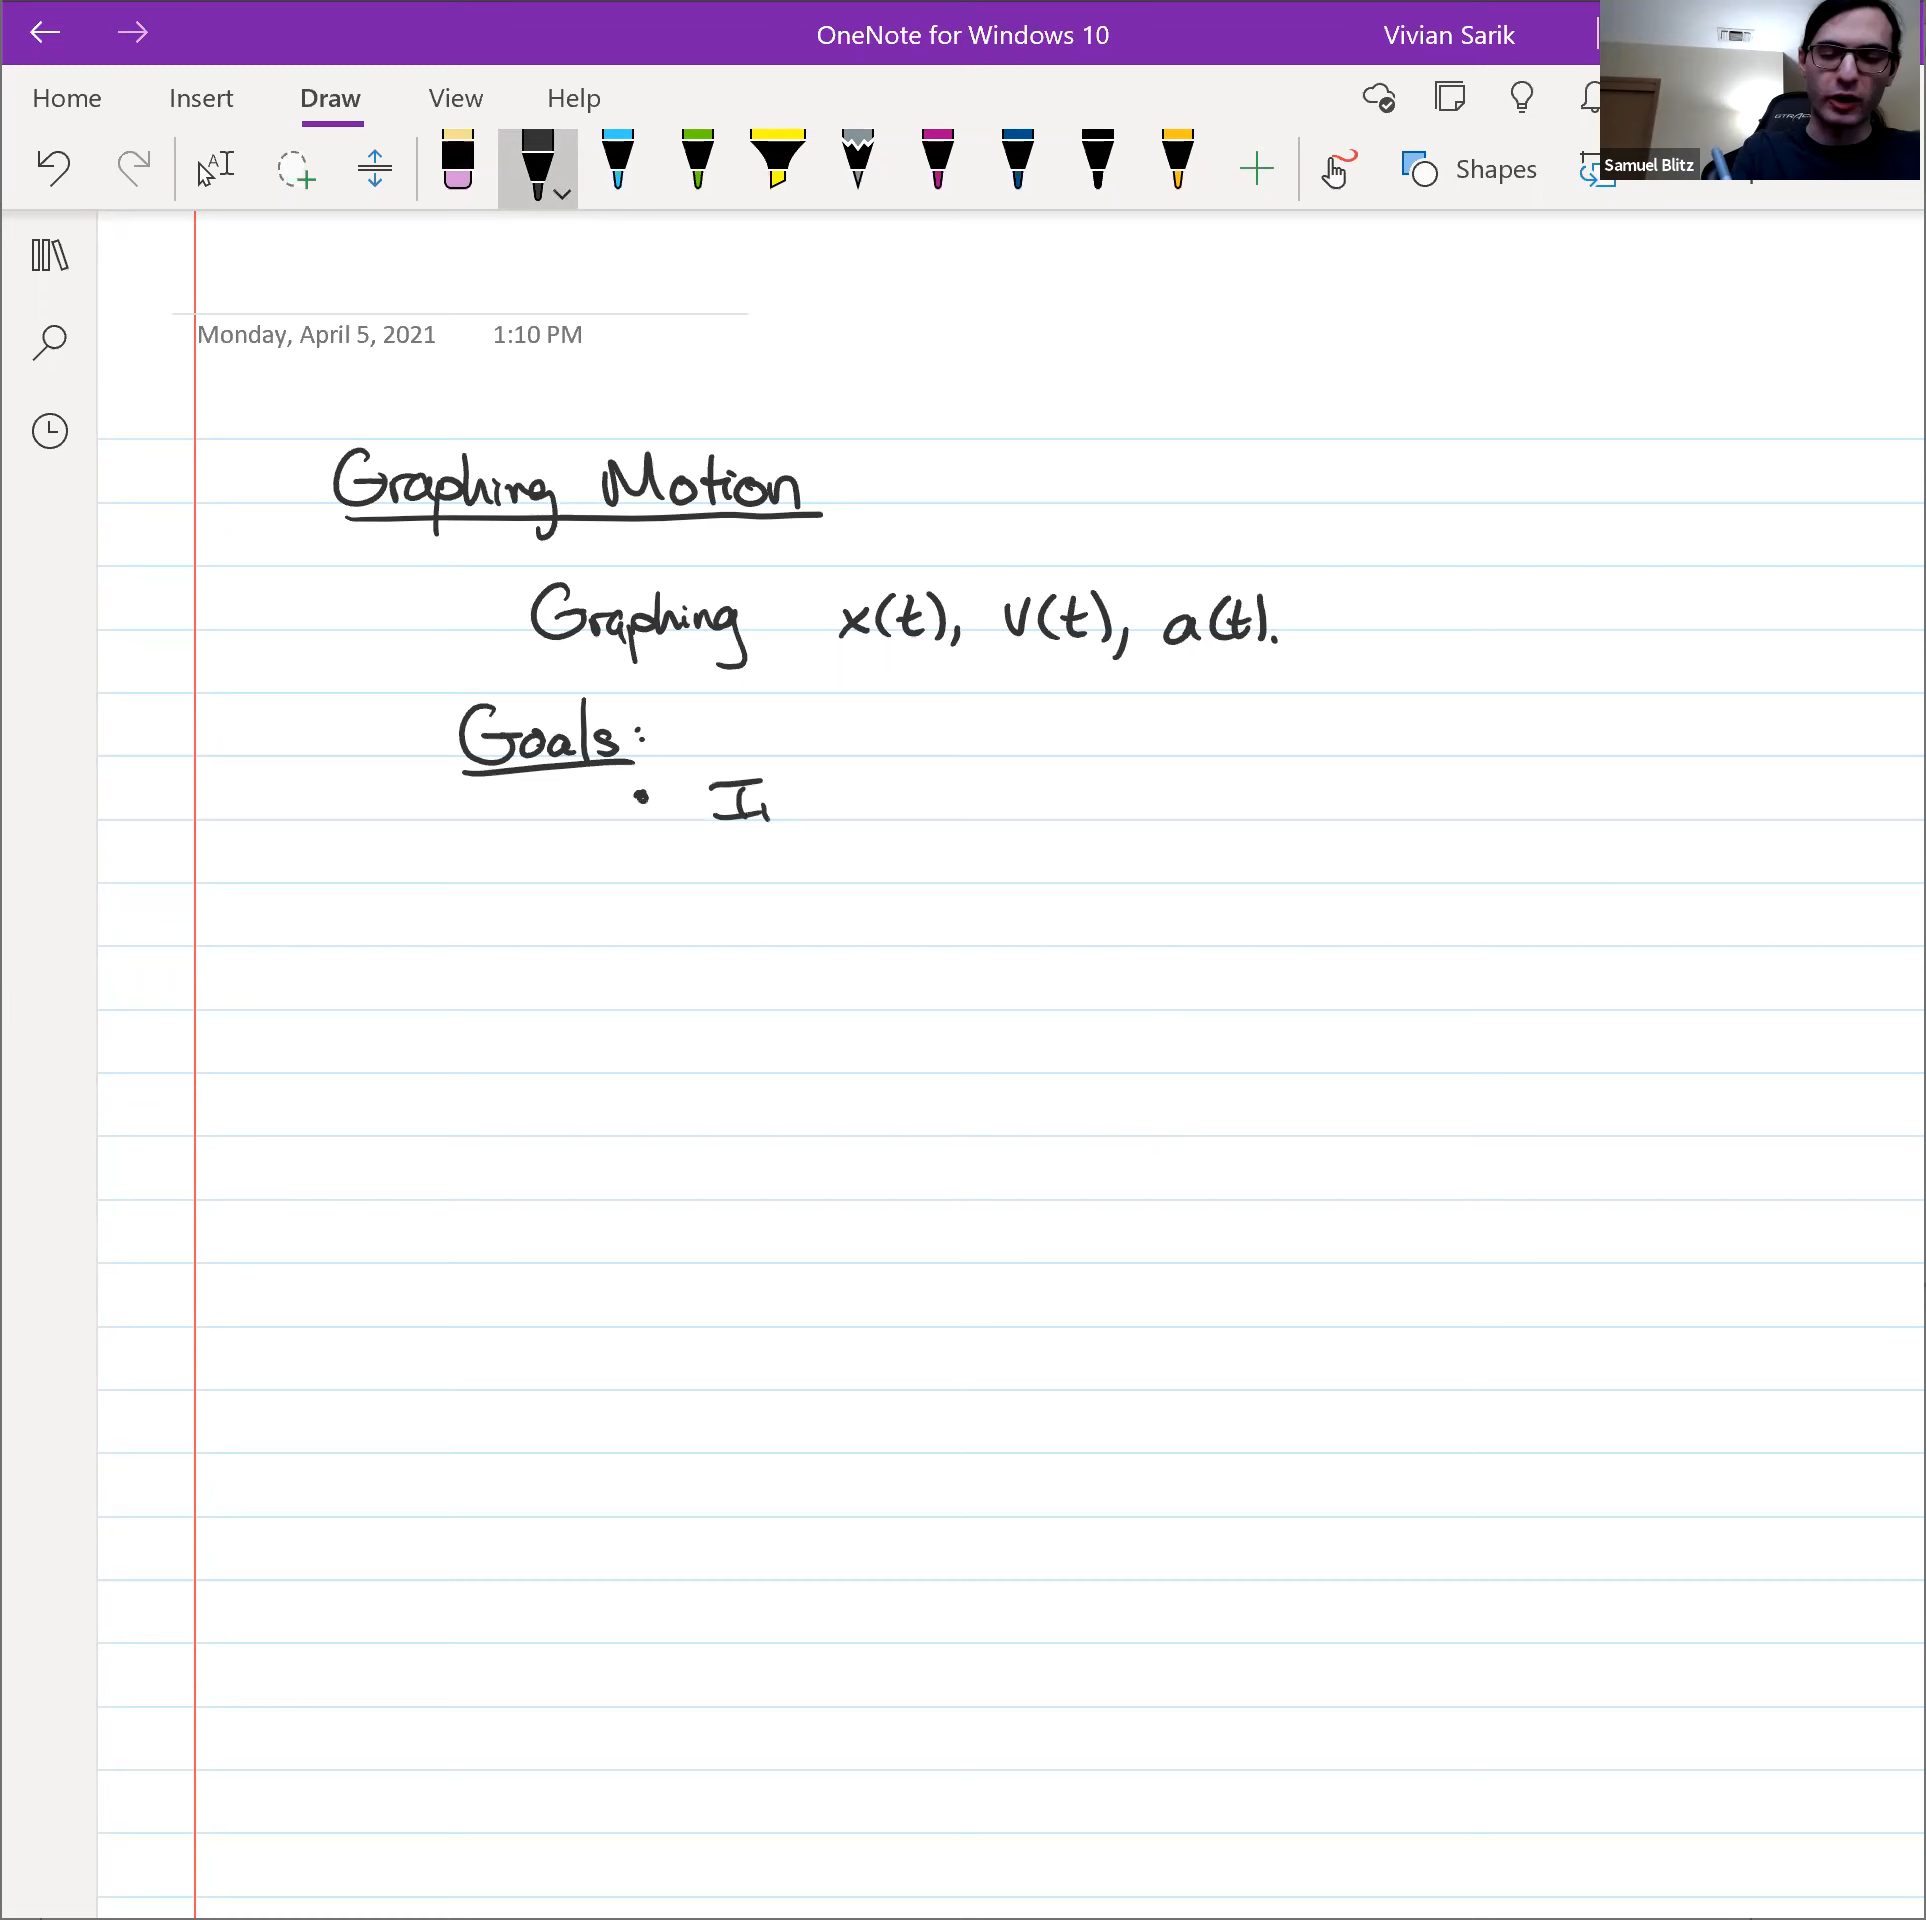 OneNote for Windows 10 Vivian Sarik
Home Insert Draw View Help
Shapes
Samuel Blitz
Monday, April 5, 2021 1:10 PM
Graphing Motion
Graphing x(t), v(t), a(t).
Goals: